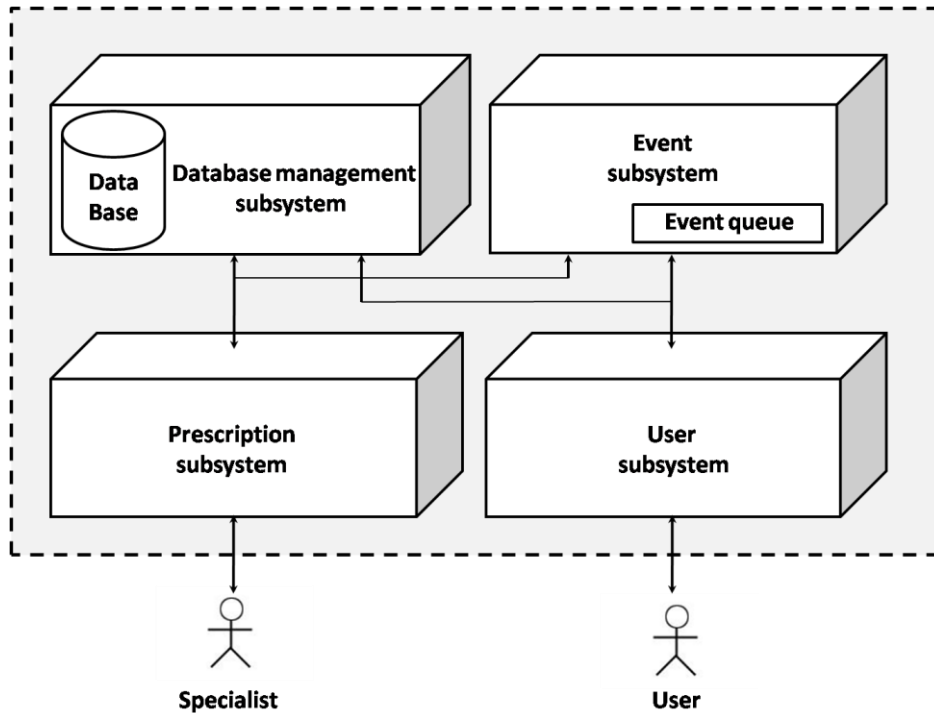 Data
Base
Database management
subsystem
Event
subsystem
Event queue
Prescription
subsystem
User
subsystem
Specialist
User